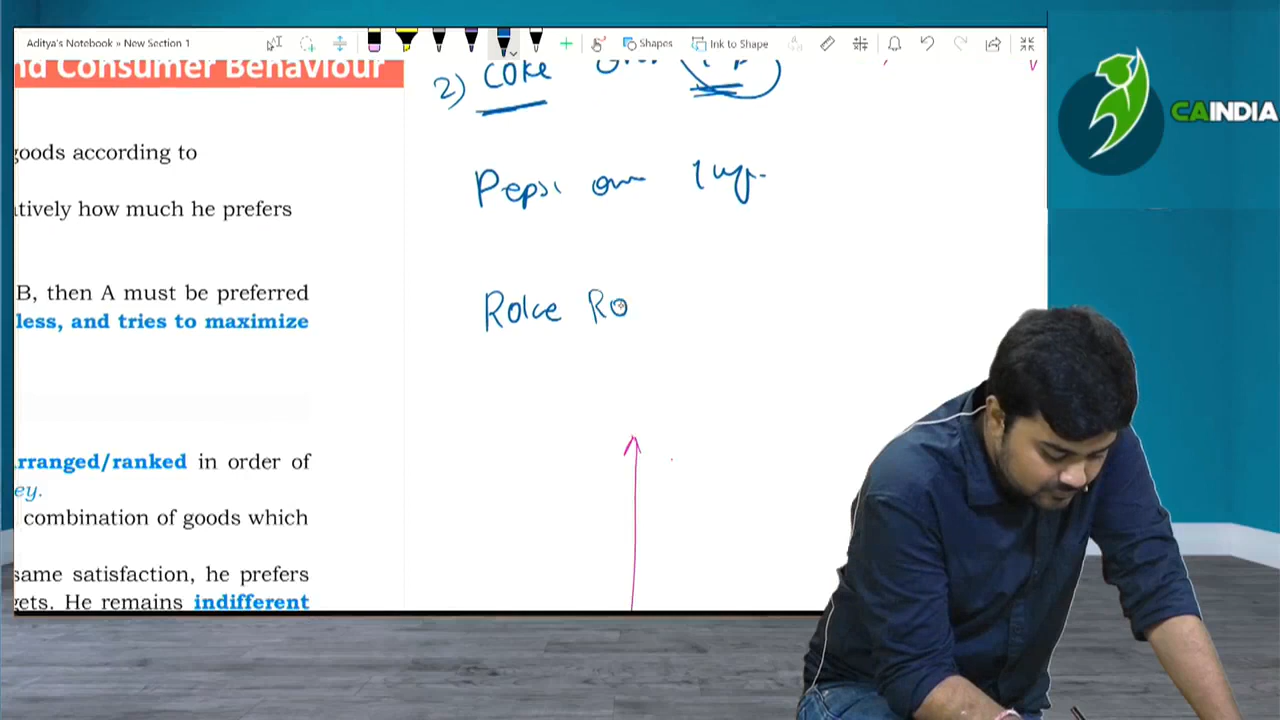 Aditya's Notebook » New Section 1
Shapes
Ink to Shape
nd Consumer Behaviour
2) COKE
goods according to
Pepsi over
atively how much he prefers
B, then A must be preferred
less, and tries to maximize
Rolce Ro
rranged/ranked in order of
ey.
combination of goods which
same satisfaction, he prefers
gets. He remains indifferent
CAINDIA